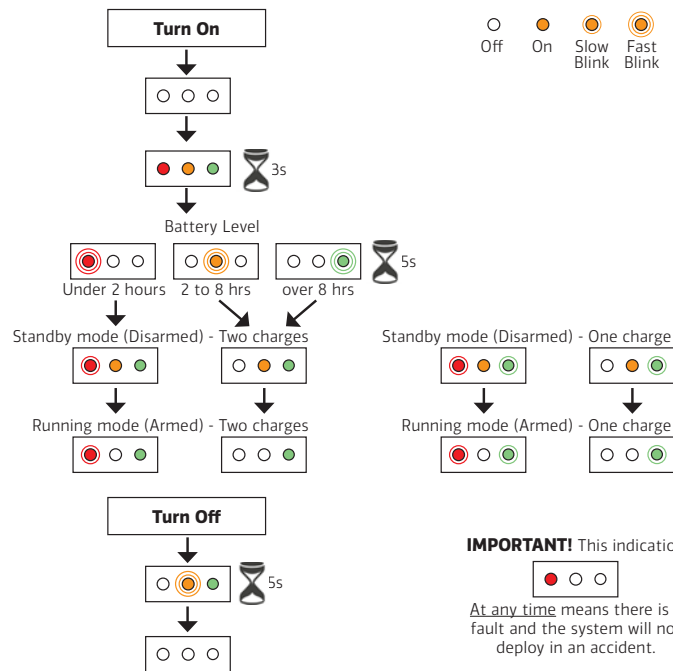 Turn On
Off On Slow Blink Fast Blink
3s
Battery Level
5s
Under 2 hours 2 to 8 hrs over 8 hrs
Standby mode (Disarmed) - Two charges
Standby mode (Disarmed) - One charge
Running mode (Armed) - Two charges
Running mode (Armed) - One charge
Turn Off
5s
IMPORTANT! This indicatio
At any time means there is
fault and the system will no
deploy in an accident.